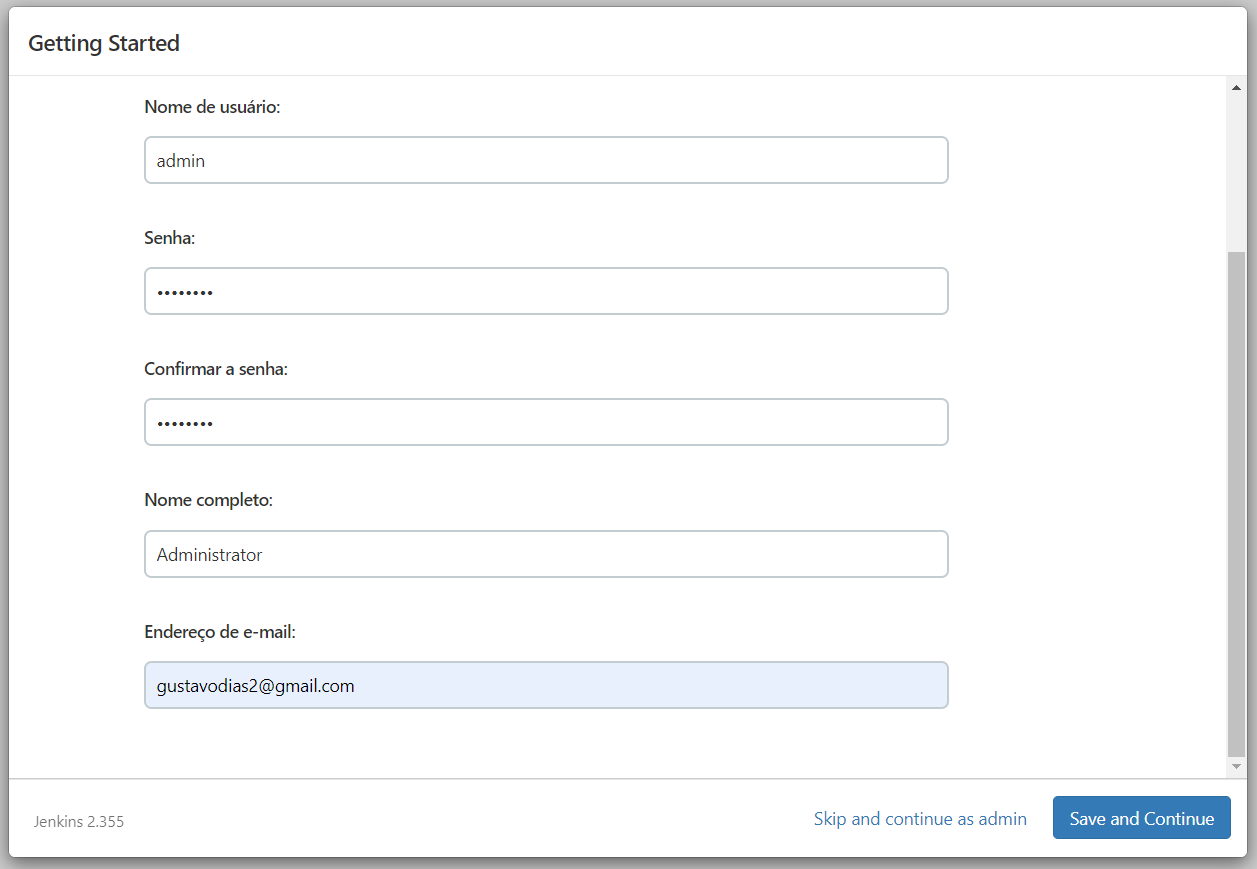 Getting Started
Nome de usuário:
admin
Senha:
••••••••
Confirmar a senha:
••••••••
Nome completo:
Administrator
Endereço de e-mail:
gustavodias2@gmail.com
Jenkins 2.355
Skip and continue as admin
Save and Continue